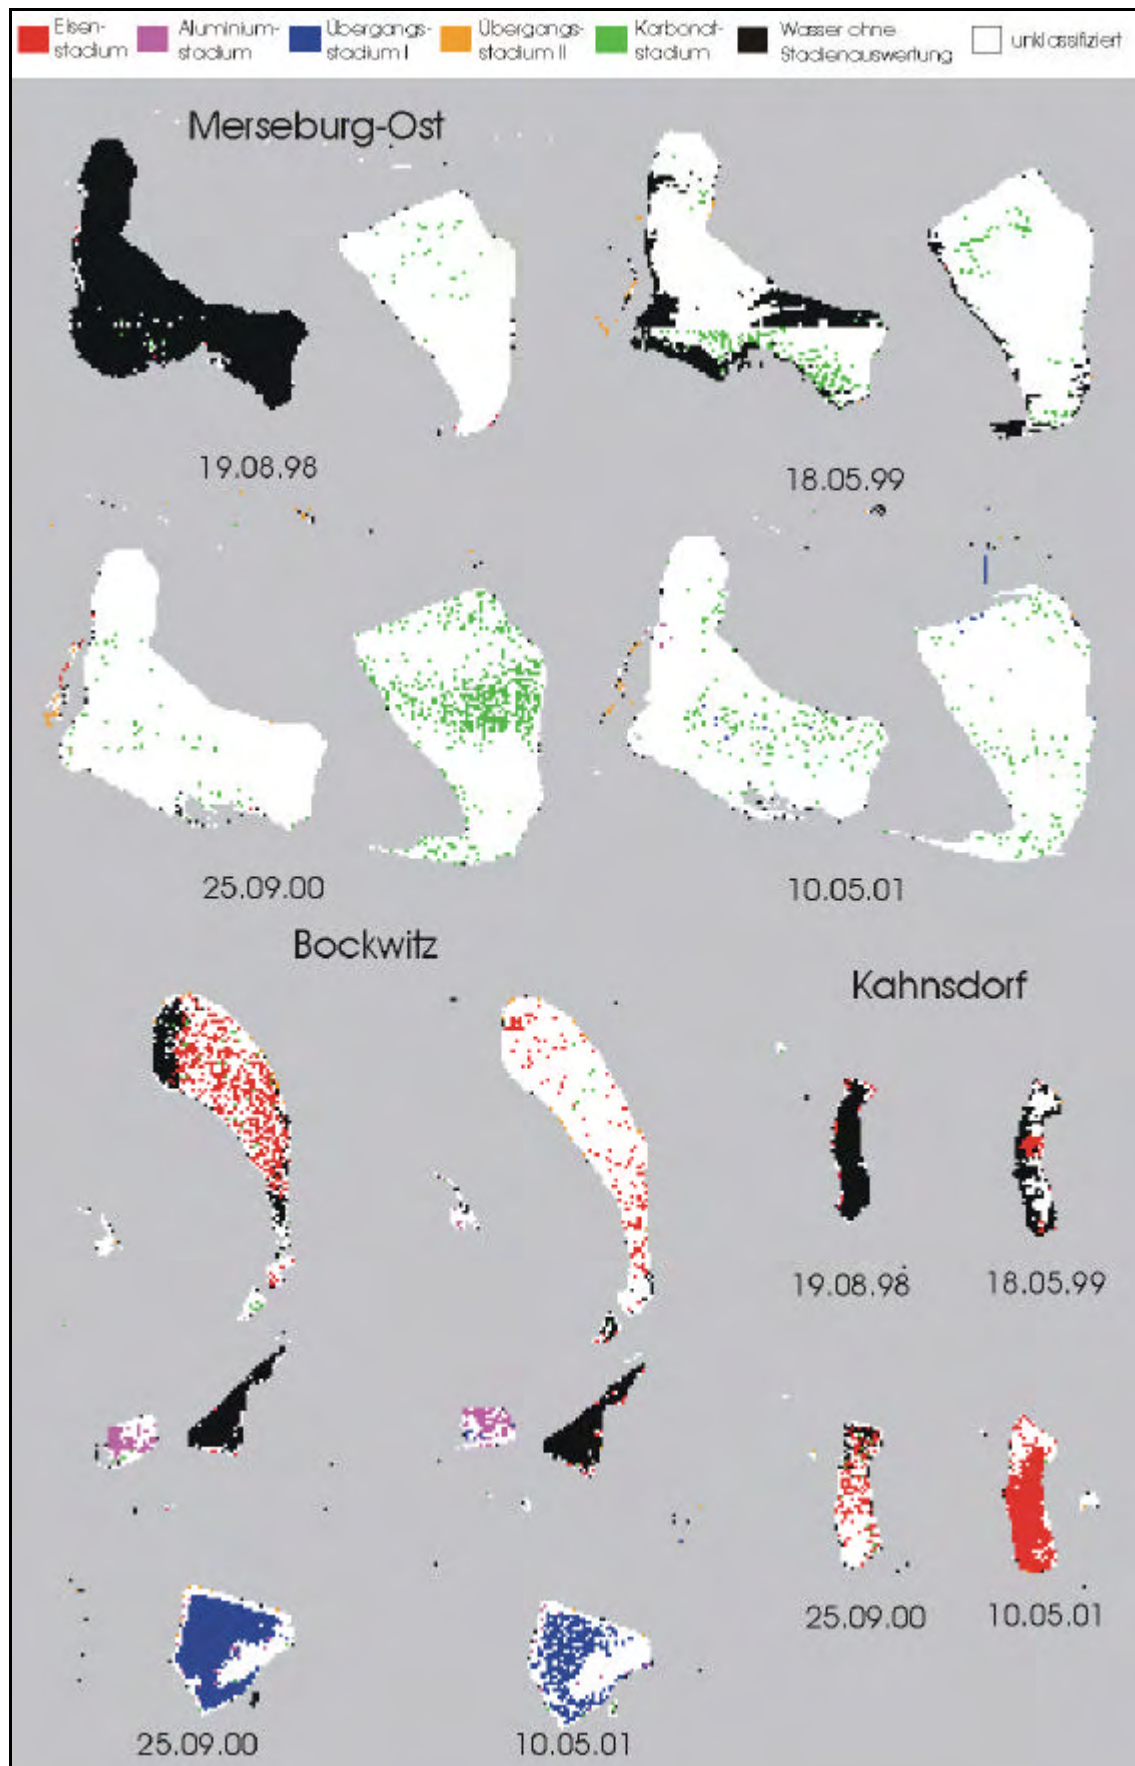 Eisen-
stadium
Aluminium-
stadium
Übergangs-
stadium I
Übergangs-
stadium II
Karbonat-
stadium
Wasser ohne
Stadienauswertung
unklassifiziert
Merseburg-Ost
19.08.98
18.05.99
25.09.00
10.05.01
Bockwitz
Kahnsdorf
19.08.98
18.05.99
25.09.00
10.05.01
25.09.00
10.05.01